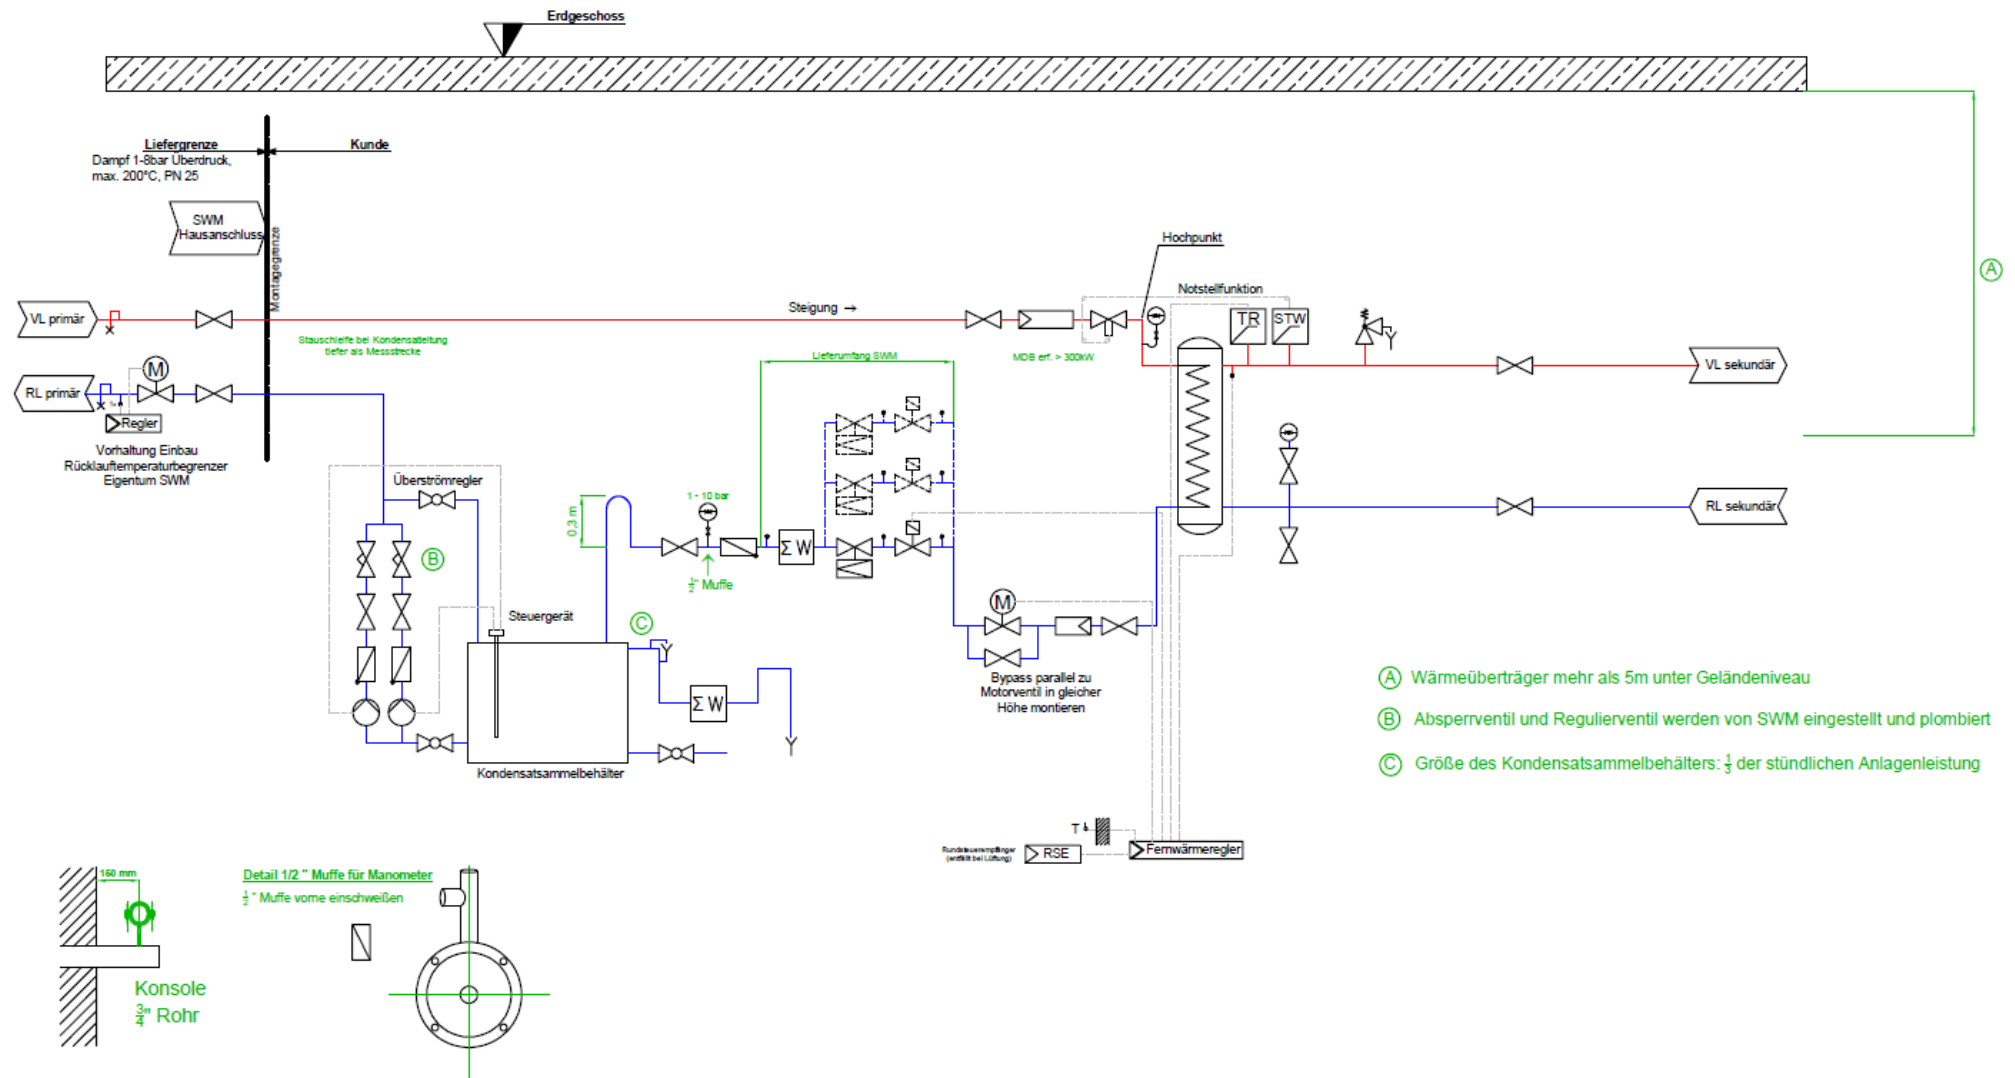 Erdgeschoss
Liefergrenze
Kunde
Dampf 1-8bar Überdruck,
max. 200°C, PN 25
SWM
Hausanschluss
Montagegrenze
Hochpunkt
Notstellfunktion
A
VL primär
Steigung →
TR
STW
Stauschleife bei Kondensatleitung
tiefer als Messstrecke
Lieferumfang SWM
MDB erf. > 300kW
VL sekundär
M
RL primär
Regler
Vorhaltung Einbau
Rücklauftemperaturbegrenzer
Eigentum SWM
Überströmregler
1 - 10 bar
0,3 m
RL sekundär
B
Σ W
1/2" Muffe
Steuergerät
C
M
Σ W
Bypass parallel zu
Motorventil in gleicher
Höhe montieren
Kondensatsammelbehälter
A Wärmeüberträger mehr als 5m unter Geländeniveau
B Absperrventil und Regulierventil werden von SWM eingestellt und plombiert
C Größe des Kondensatsammelbehälters: 1/3 der stündlichen Anlagenleistung
T
Rundsteuerempfänger
(entfällt bei Lüftung)
RSE
Fernwärmeregler
160 mm
Detail 1/2 " Muffe für Manometer
1/2 " Muffe vorne einschweißen
Konsole
3/4" Rohr